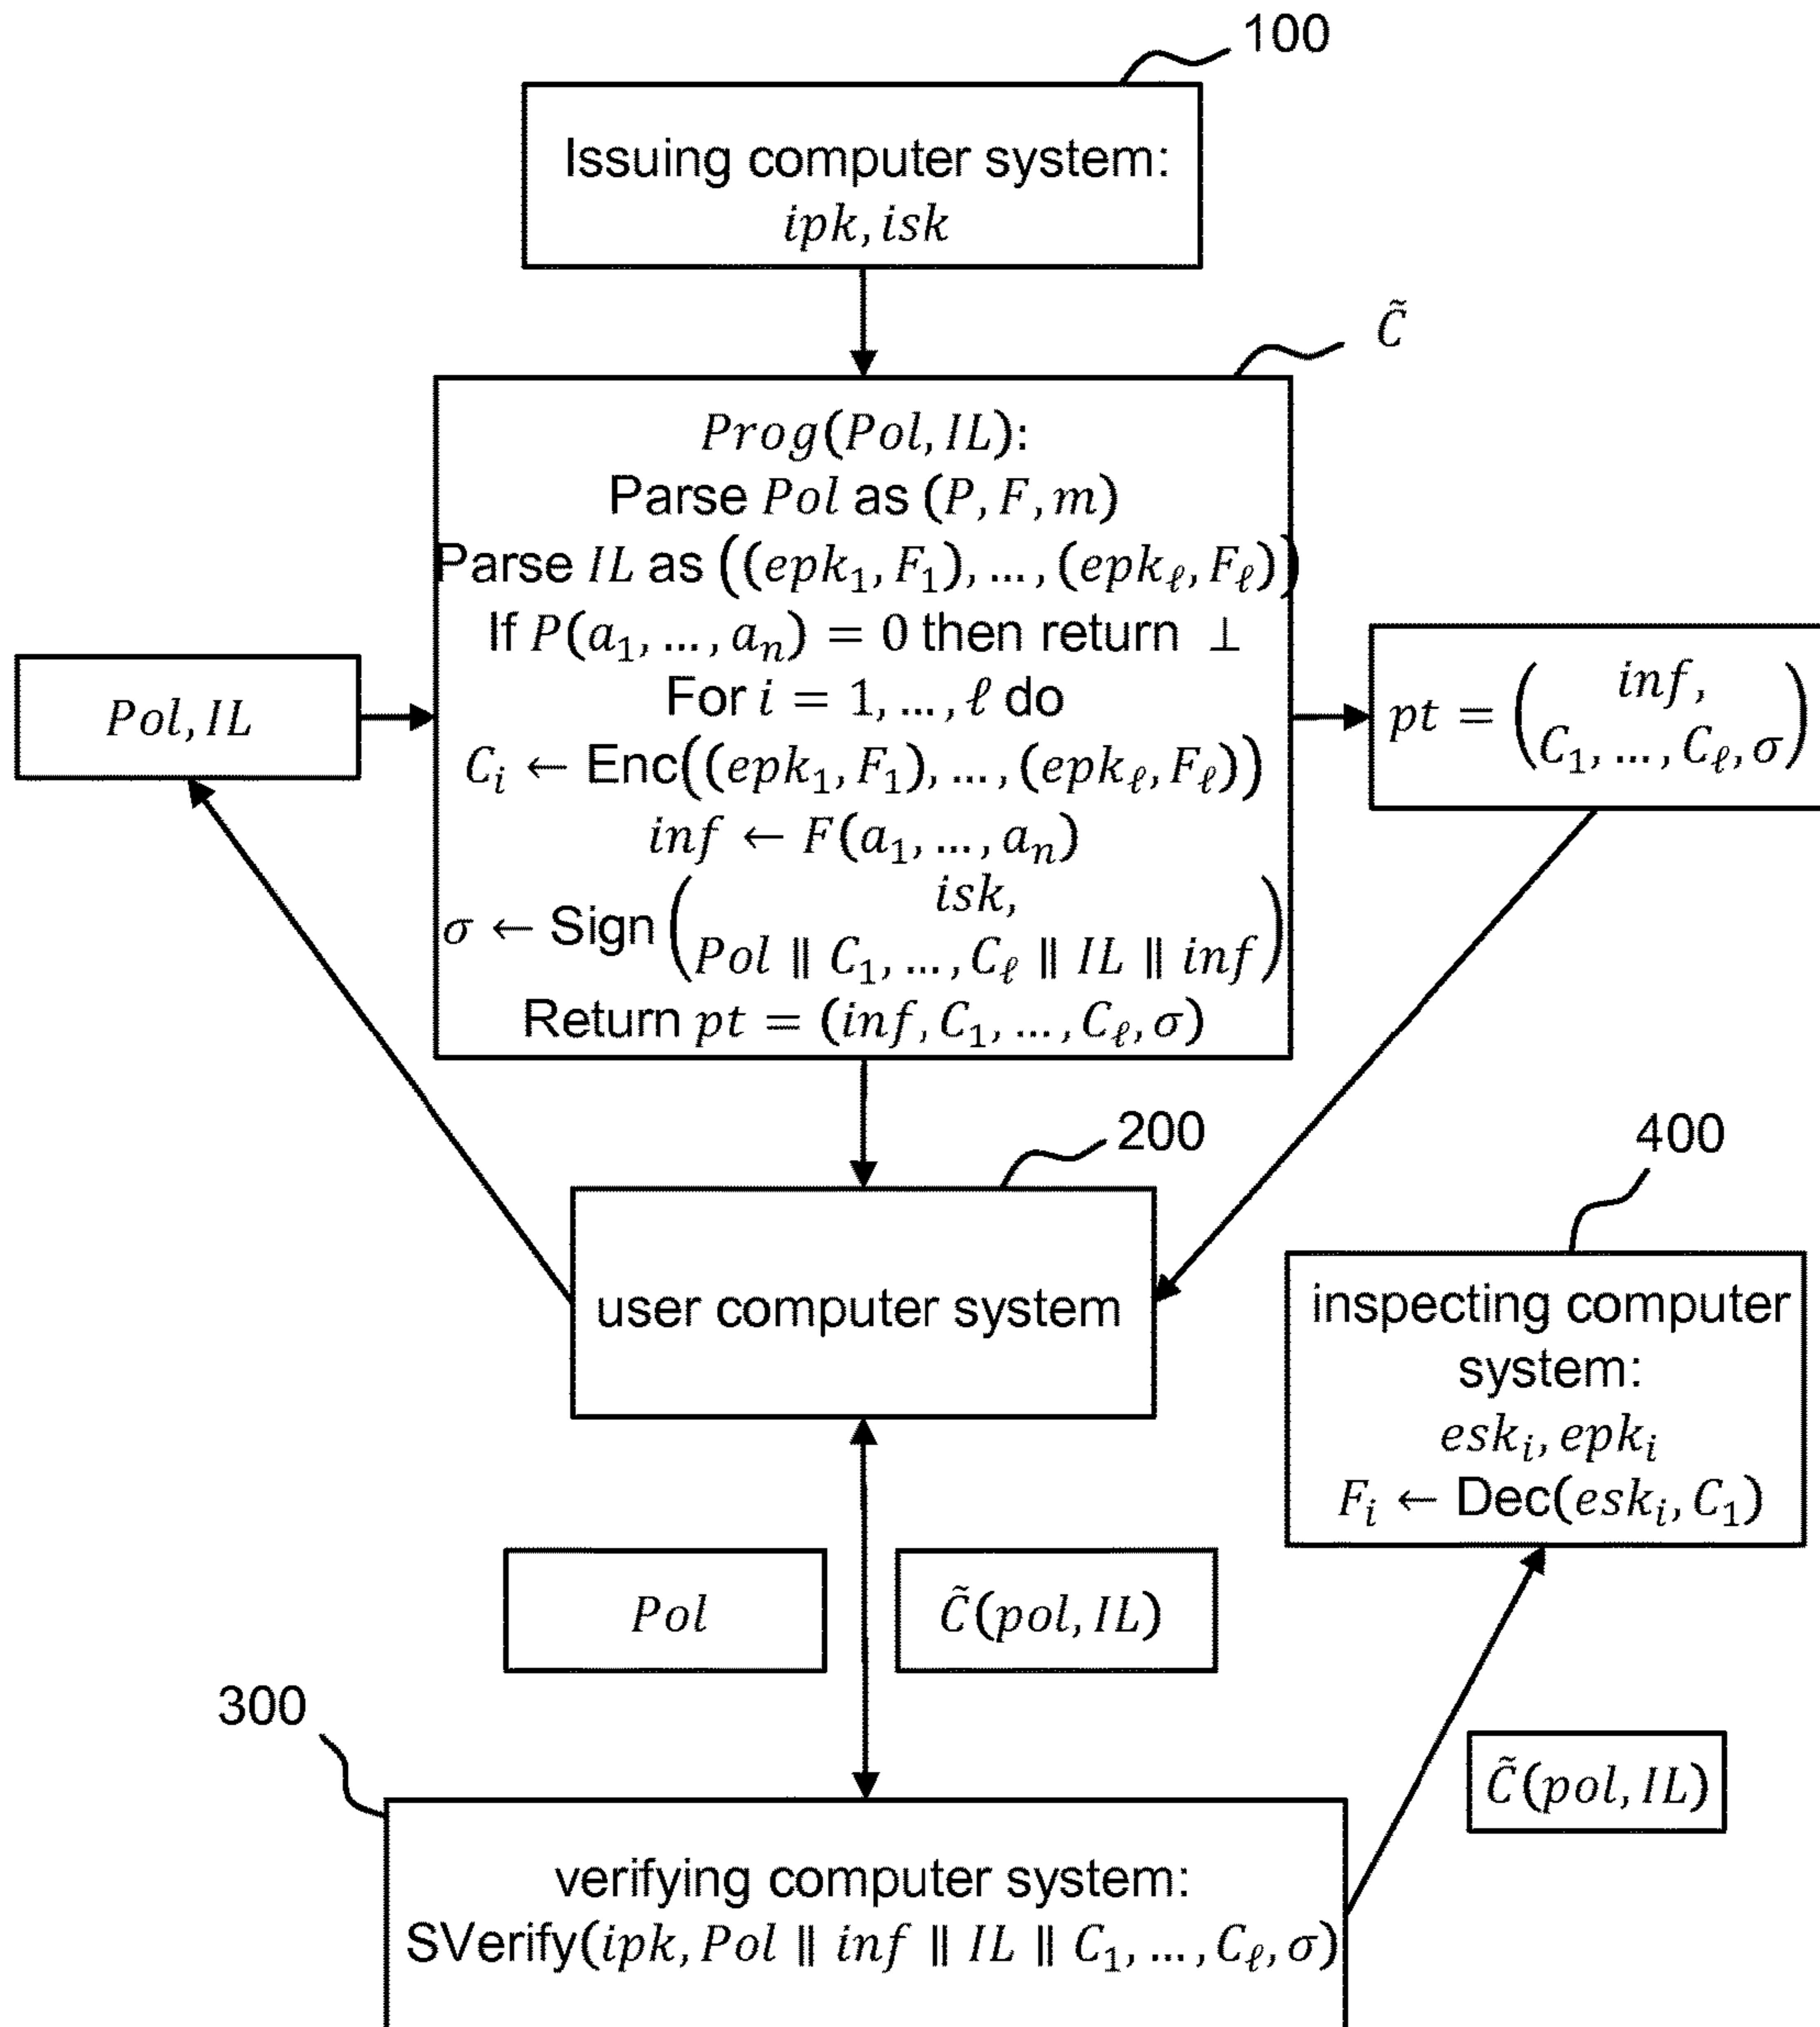 100
Issuing computer system:
ipk, isk
C̃
Prog(Pol, IL):
Parse Pol as (P, F, m)
Parse IL as ((epk₁, F₁), … , (epkℓ, Fℓ))
If P(a₁, … , aₙ) = 0 then return ⊥
For i = 1, … , ℓ do
Cᵢ ← Enc((epk₁, F₁), … , (epkℓ, Fℓ))
inf ← F(a₁, … , aₙ)
σ ← Sign(isk,
Pol ∥ C₁, … , Cℓ ∥ IL ∥ inf)
Return pt = (inf, C₁, … , Cℓ, σ)
Pol, IL
pt = (inf,
C₁, … , Cℓ, σ)
200
user computer system
400
inspecting computer
system:
eskᵢ, epkᵢ
Fᵢ ← Dec(eskᵢ, C₁)
Pol
C̃(pol, IL)
C̃(pol, IL)
300
verifying computer system:
SVerify(ipk, Pol ∥ inf ∥ IL ∥ C₁, … , Cℓ, σ)